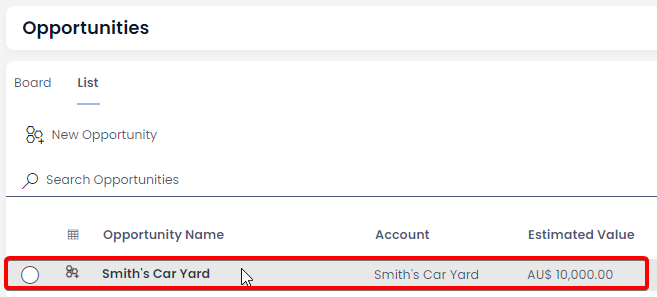 Opportunities
Board List
New Opportunity
Search Opportunities
Opportunity Name Account Estimated Value
Smith's Car Yard Smith's Car Yard AU$ 10,000.00